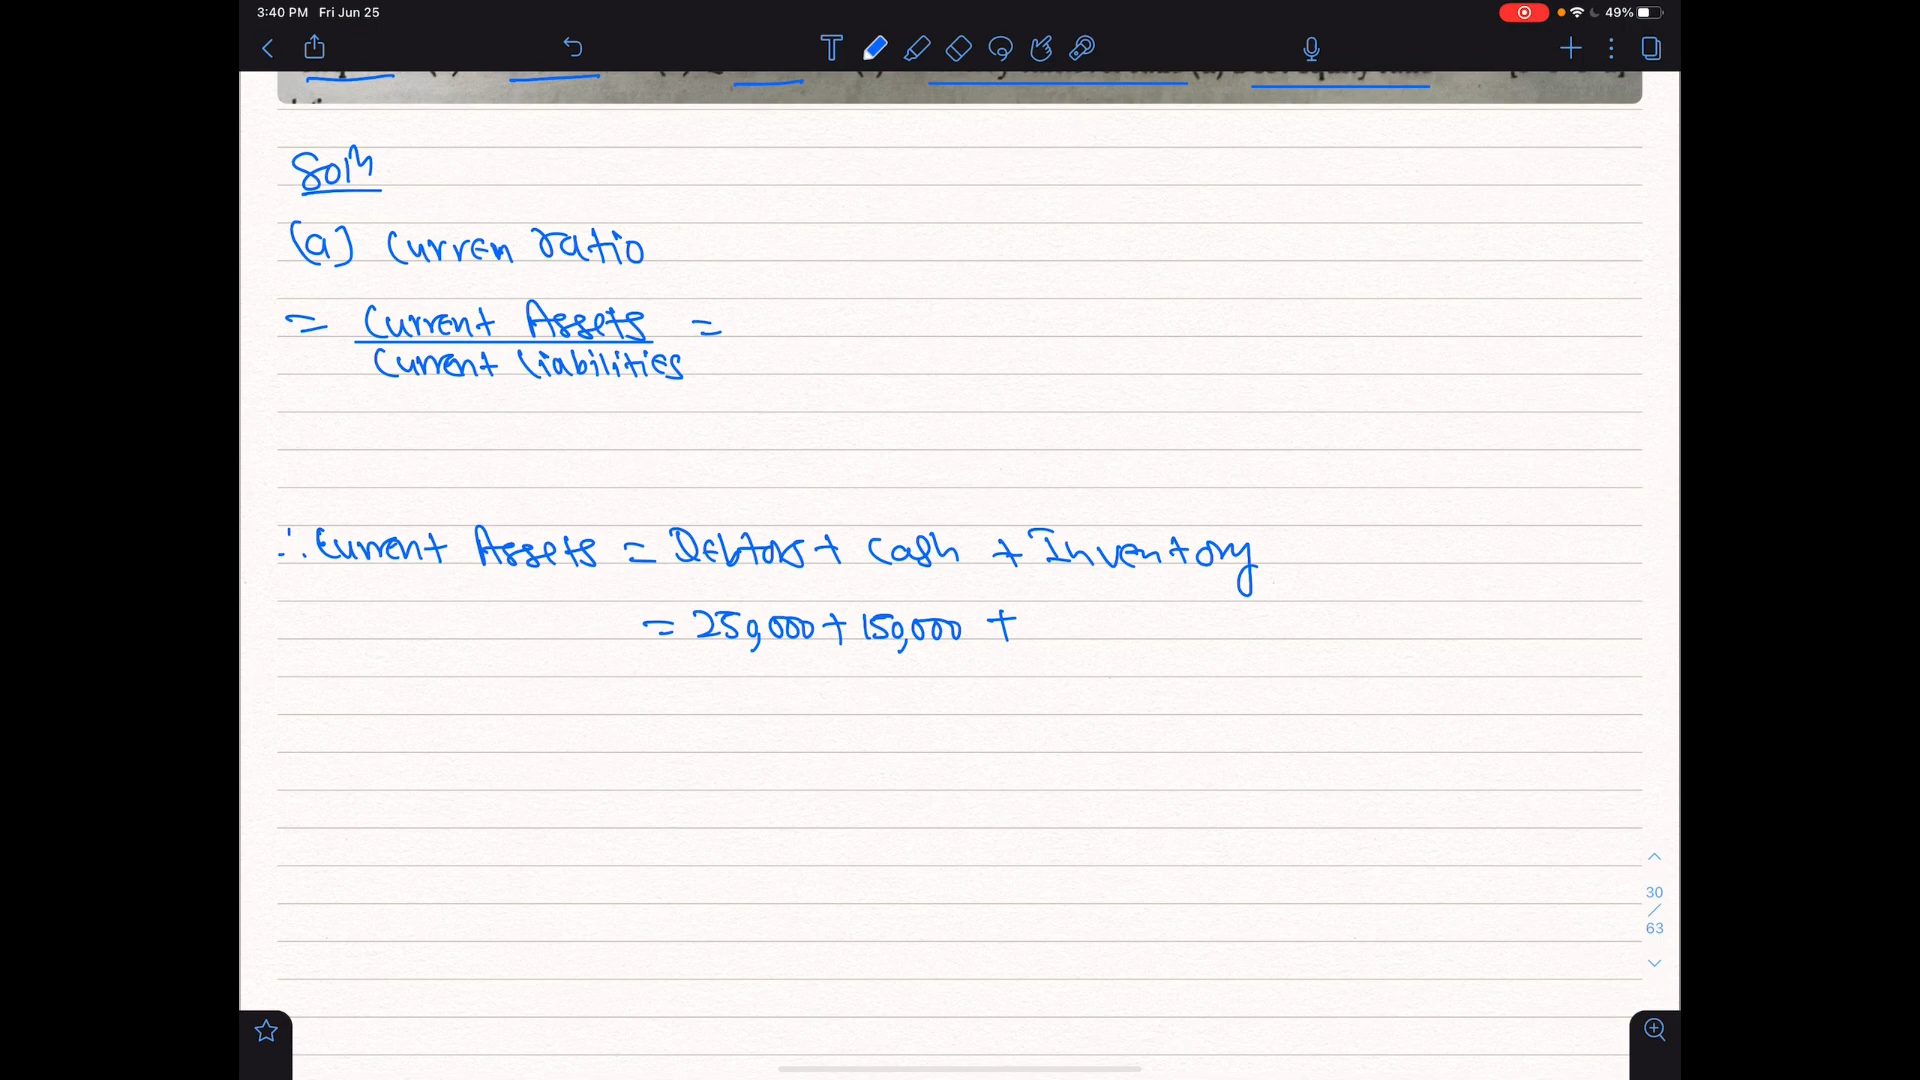 3:40 PM Fri Jun 25
49%
Soln
(a) Curren ratio
= Current Assets =
Current Liabilities
∴ Current Assets = Debtors + Cash + Inventory
= 250,000 + 150,000 +
30
63